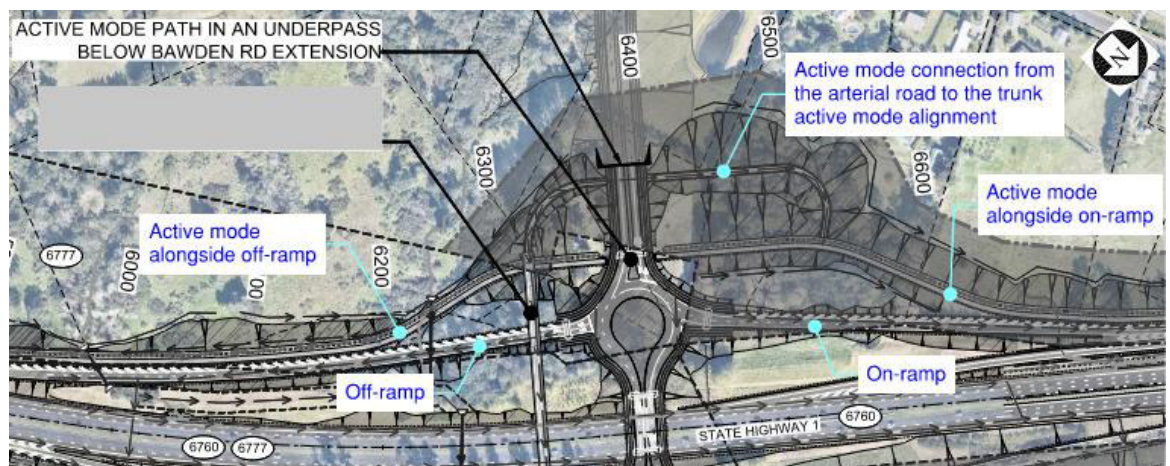 ACTIVE MODE PATH IN AN UNDERPASS
BELOW BAWDEN RD EXTENSION
6400
6500
Active mode connection from
the arterial road to the trunk
active mode alignment
N
6300
6600
Active mode
alongside on-ramp
Active mode
alongside off-ramp
6777
6000
00
6200
Off-ramp
On-ramp
6760
6777
STATE HIGHWAY 1
6760